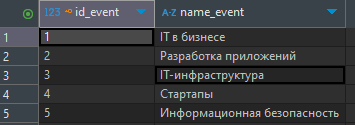 123 id_event A-Z name_event
1 1 IT в бизнесе
2 2 Разработка приложений
3 3 IT-инфраструктура
4 4 Стартапы
5 5 Информационная безопасность